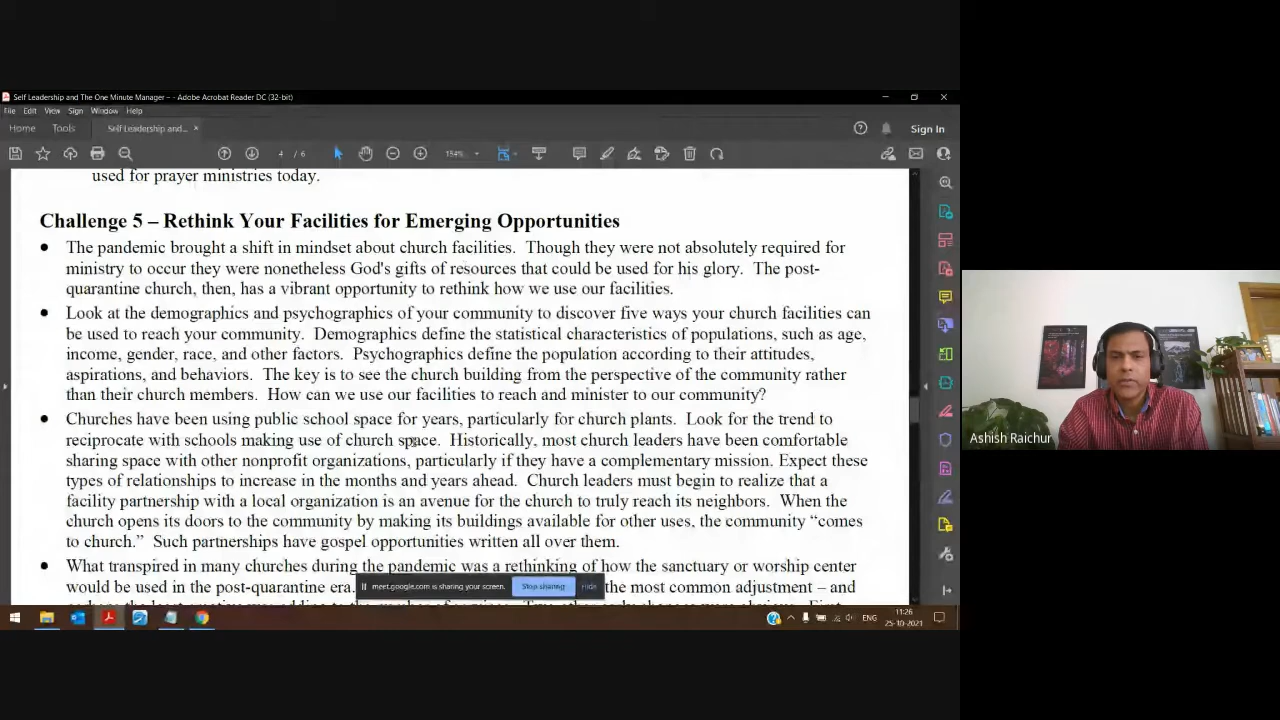 Self Leadership and The One Minute Manager - - Adobe Acrobat Reader DC (32-bit)
File Edit View Sign Window Help
Home Tools Self Leadership and... × Sign In
4 / 6 154%
used for prayer ministries today.
Challenge 5 – Rethink Your Facilities for Emerging Opportunities
● The pandemic brought a shift in mindset about church facilities. Though they were not absolutely required for
ministry to occur they were nonetheless God's gifts of resources that could be used for his glory. The post-
quarantine church, then, has a vibrant opportunity to rethink how we use our facilities.
● Look at the demographics and psychographics of your community to discover five ways your church facilities can
be used to reach your community. Demographics define the statistical characteristics of populations, such as age,
income, gender, race, and other factors. Psychographics define the population according to their attitudes,
aspirations, and behaviors. The key is to see the church building from the perspective of the community rather
than their church members. How can we use our facilities to reach and minister to our community?
● Churches have been using public school space for years, particularly for church plants. Look for the trend to
reciprocate with schools making use of church space. Historically, most church leaders have been comfortable
sharing space with other nonprofit organizations, particularly if they have a complementary mission. Expect these
types of relationships to increase in the months and years ahead. Church leaders must begin to realize that a
facility partnership with a local organization is an avenue for the church to truly reach its neighbors. When the
church opens its doors to the community by making its buildings available for other uses, the community “comes
to church.” Such partnerships have gospel opportunities written all over them.
● What transpired in many churches during the pandemic was a rethinking of how the sanctuary or worship center
would be used in the post-quarantine era. the most common adjustment – and
meet.google.com is sharing your screen. Stop sharing Hide
ENG 11:26
25-10-2021
Ashish Raichur